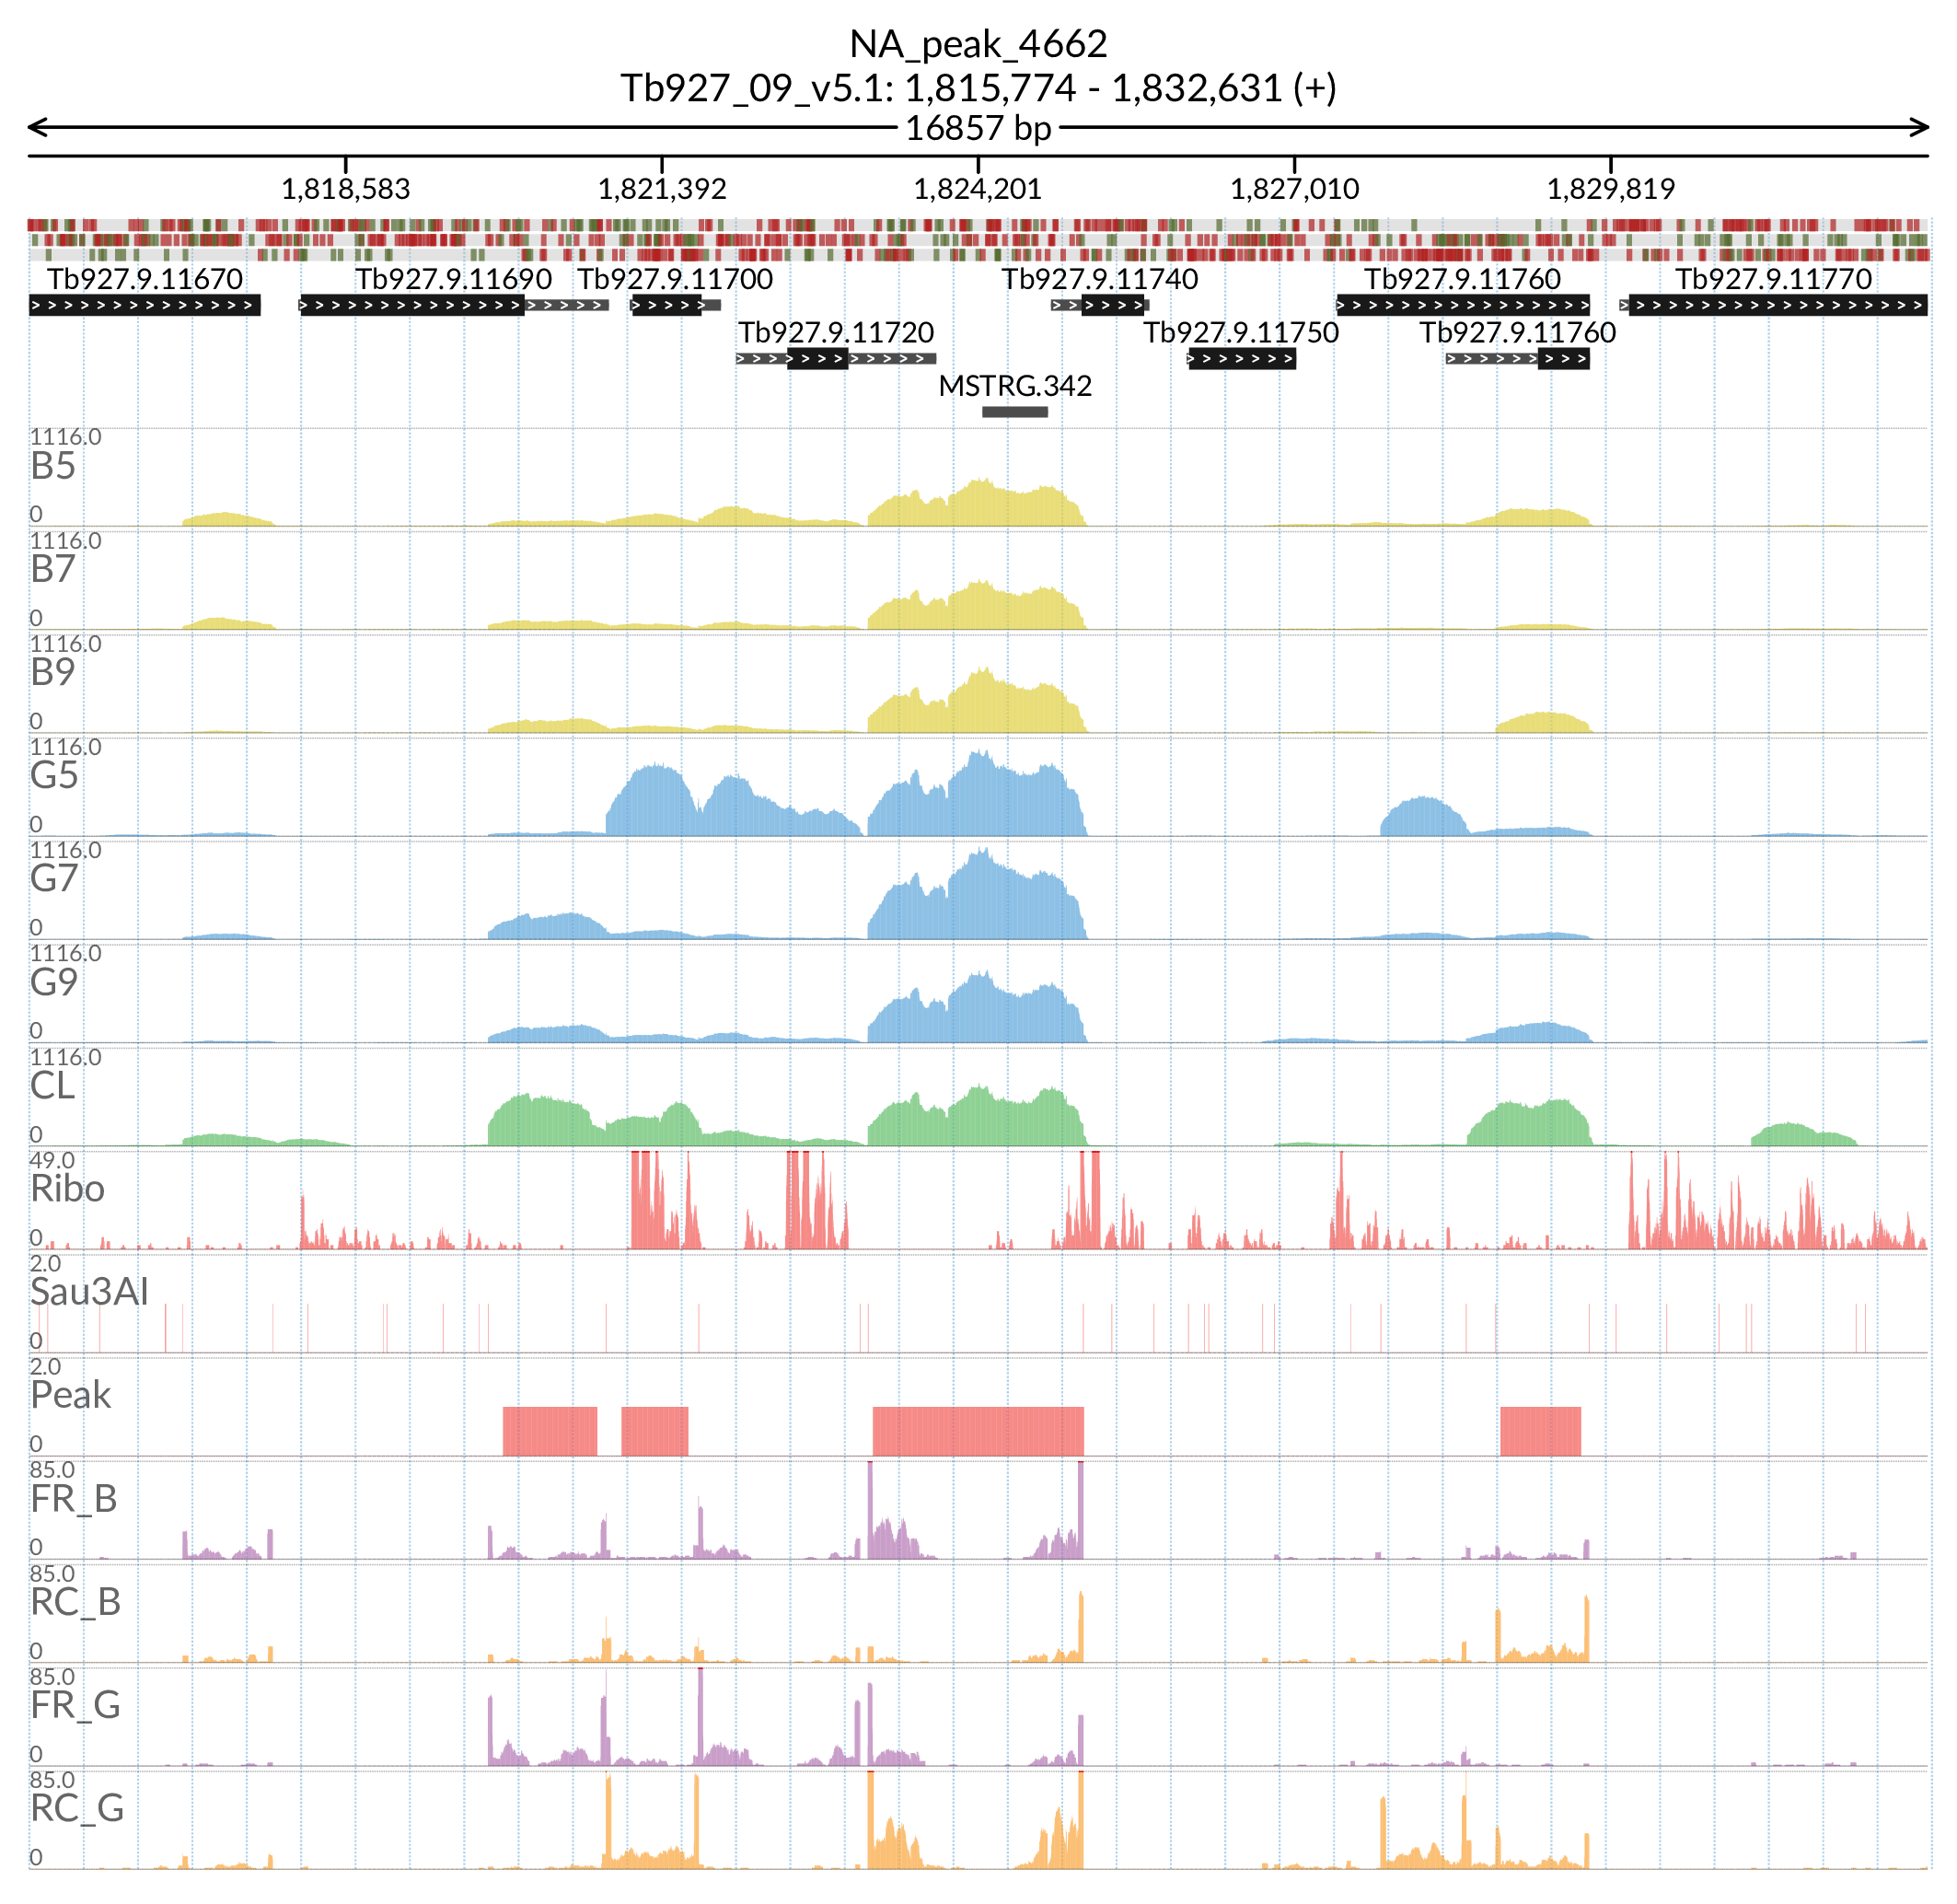 NA_peak_4662
Tb927_09_v5.1: 1,815,774 - 1,832,631 (+)
16857 bp
1,818,583 1,821,392 1,824,201 1,827,010 1,829,819
Tb927.9.11670 Tb927.9.11690 Tb927.9.11700 Tb927.9.11740 Tb927.9.11760 Tb927.9.11770
Tb927.9.11720 Tb927.9.11750 Tb927.9.11760
MSTRG.342
1116.0
B5
0
1116.0
B7
0
1116.0
B9
0
1116.0
G5
0
1116.0
G7
0
1116.0
G9
0
1116.0
CL
0
49.0
Ribo
0
2.0
Sau3AI
0
2.0
Peak
0
85.0
FR_B
0
85.0
RC_B
0
85.0
FR_G
0
85.0
RC_G
0